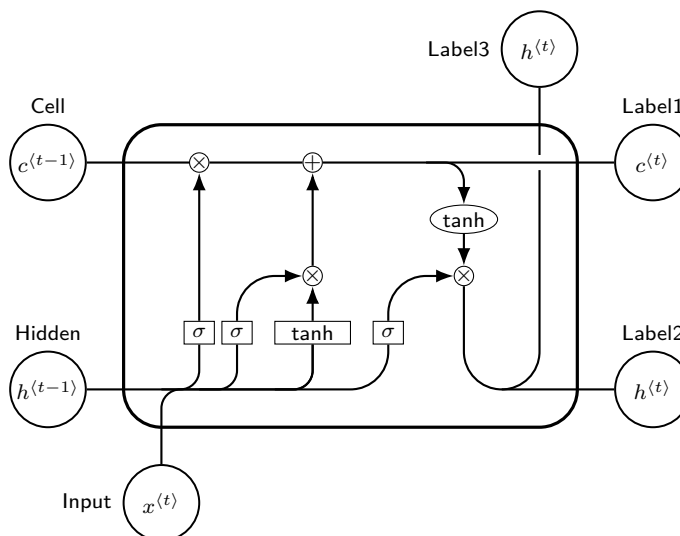 Label3
h⟨t⟩
Cell
Label1
c⟨t−1⟩
×
+
c⟨t⟩
tanh
×
×
Hidden
σ
σ
tanh
σ
Label2
h⟨t−1⟩
h⟨t⟩
Input
x⟨t⟩